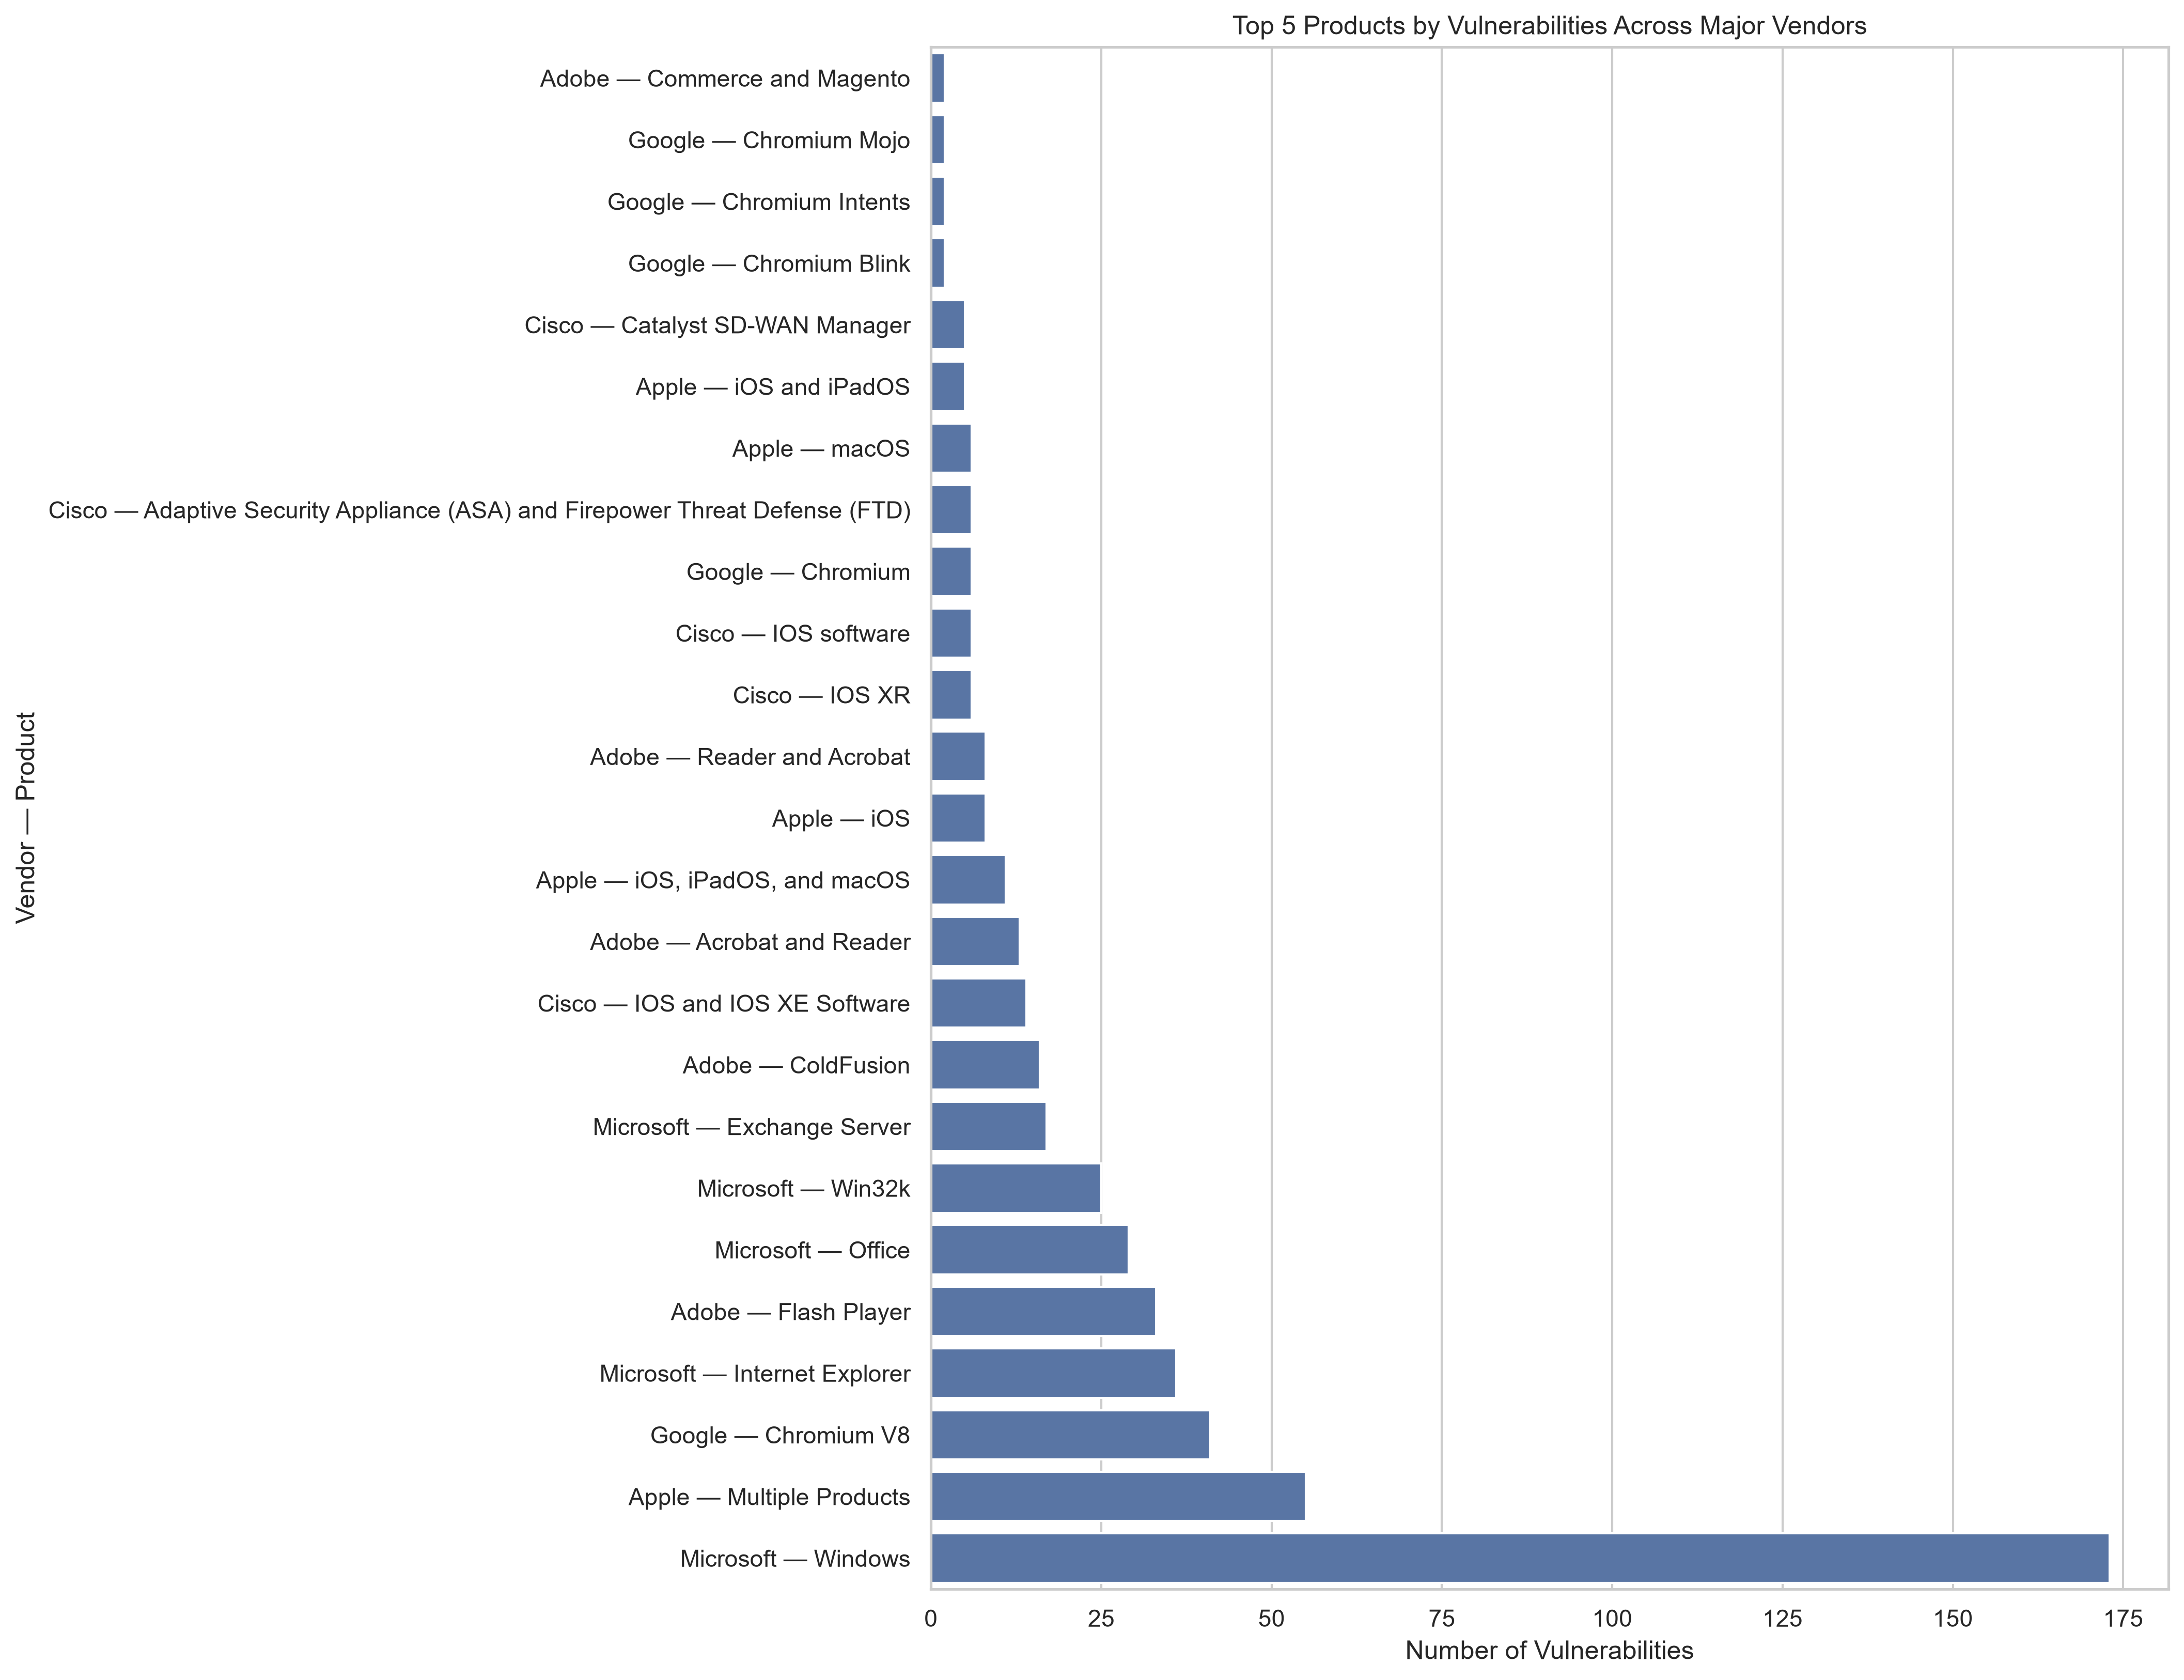 Top 5 Products by Vulnerabilities Across Major Vendors
Vendor — Product
Adobe — Commerce and Magento
Google — Chromium Mojo
Google — Chromium Intents
Google — Chromium Blink
Cisco — Catalyst SD-WAN Manager
Apple — iOS and iPadOS
Apple — macOS
Cisco — Adaptive Security Appliance (ASA) and Firepower Threat Defense (FTD)
Google — Chromium
Cisco — IOS software
Cisco — IOS XR
Adobe — Reader and Acrobat
Apple — iOS
Apple — iOS, iPadOS, and macOS
Adobe — Acrobat and Reader
Cisco — IOS and IOS XE Software
Adobe — ColdFusion
Microsoft — Exchange Server
Microsoft — Win32k
Microsoft — Office
Adobe — Flash Player
Microsoft — Internet Explorer
Google — Chromium V8
Apple — Multiple Products
Microsoft — Windows
0 25 50 75 100 125 150 175
Number of Vulnerabilities